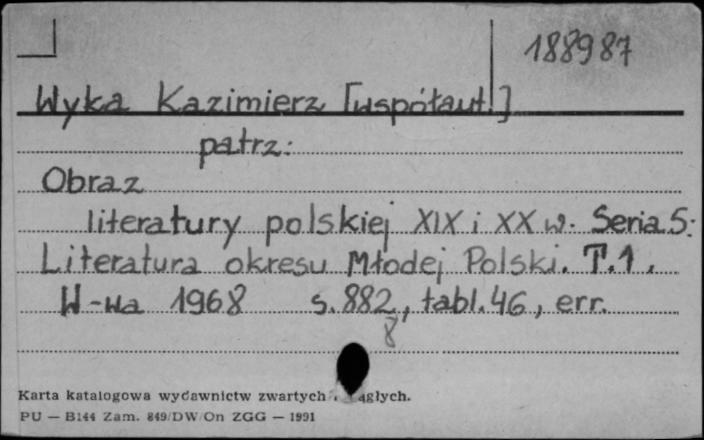 188987
Wyka Kazimierz [współaut.]
patrz:
Obraz
literatury polskiej XIX i XX w. Seria 5:
Literatura okresu Młodej Polski. T.1.
W-wa 1968 s.882, tabl.46, err.
8
Karta katalogowa wydawnictw zwartych
PU — B144 Zam. 849/DW/On ZGG — 1991